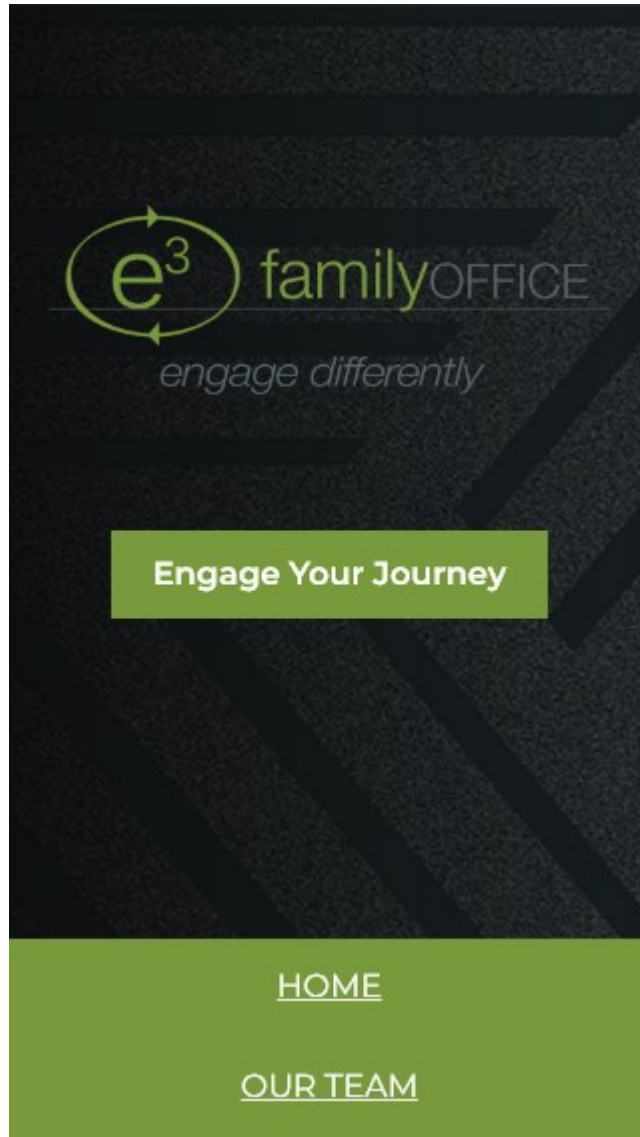 e³ familyOFFICE
engage differently
Engage Your Journey
HOME
OUR TEAM